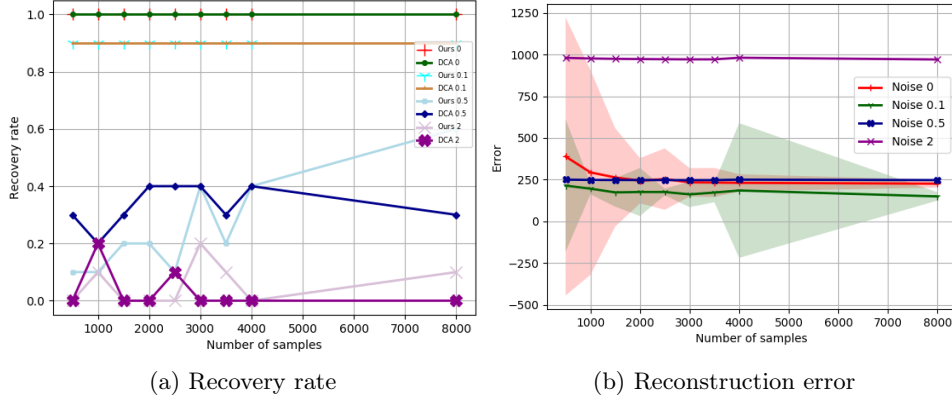 1.0
0.8
0.6
0.4
0.2
0.0
Recovery rate
Ours 0
DCA 0
Ours 0.1
DCA 0.1
Ours 0.5
DCA 0.5
Ours 2
DCA 2
1000 2000 3000 4000 5000 6000 7000 8000
Number of samples
(a) Recovery rate
1250
1000
750
500
250
0
−250
−500
Error
Noise 0
Noise 0.1
Noise 0.5
Noise 2
1000 2000 3000 4000 5000 6000 7000 8000
Number of samples
(b) Reconstruction error